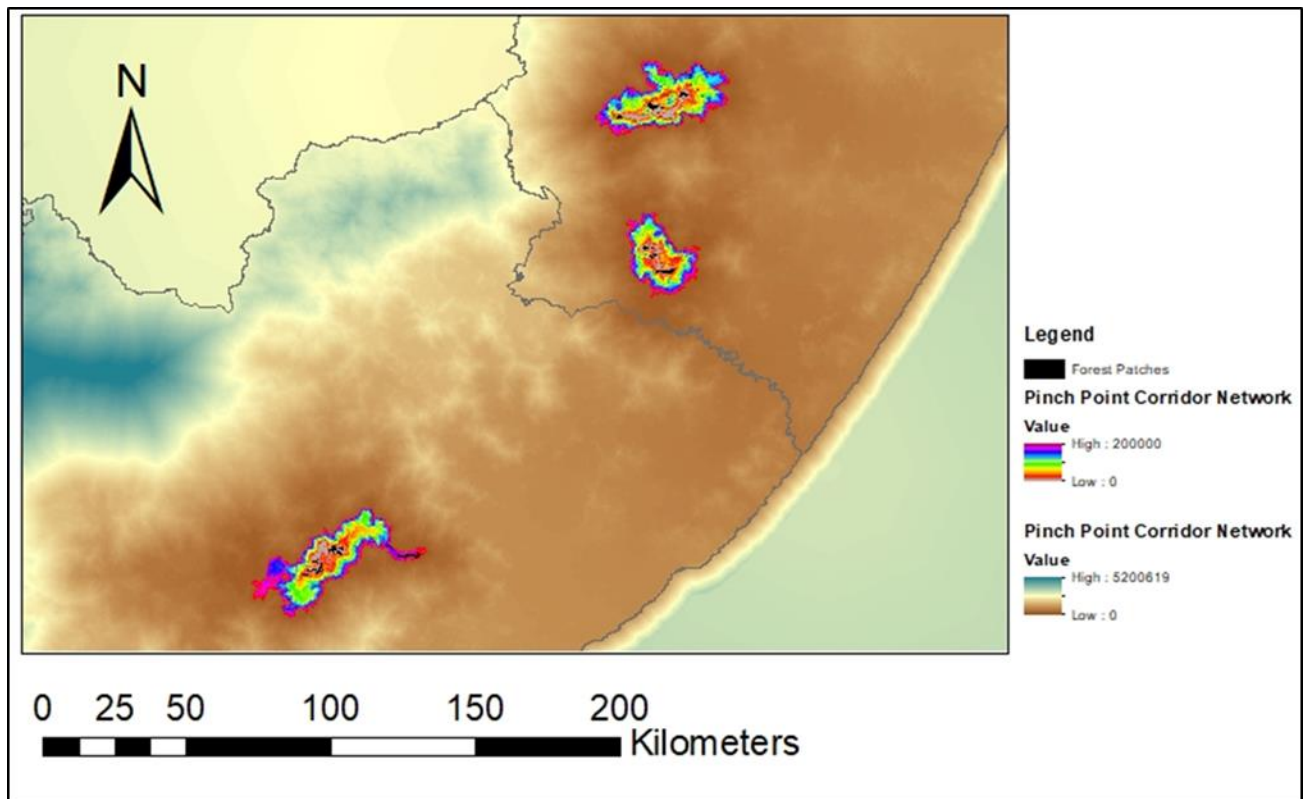 N
Legend
Forest Patches
Pinch Point Corridor Network
Value
High : 200000
Low : 0
Pinch Point Corridor Network
Value
High : 5200619
Low : 0
0 25 50 100 150 200
Kilometers